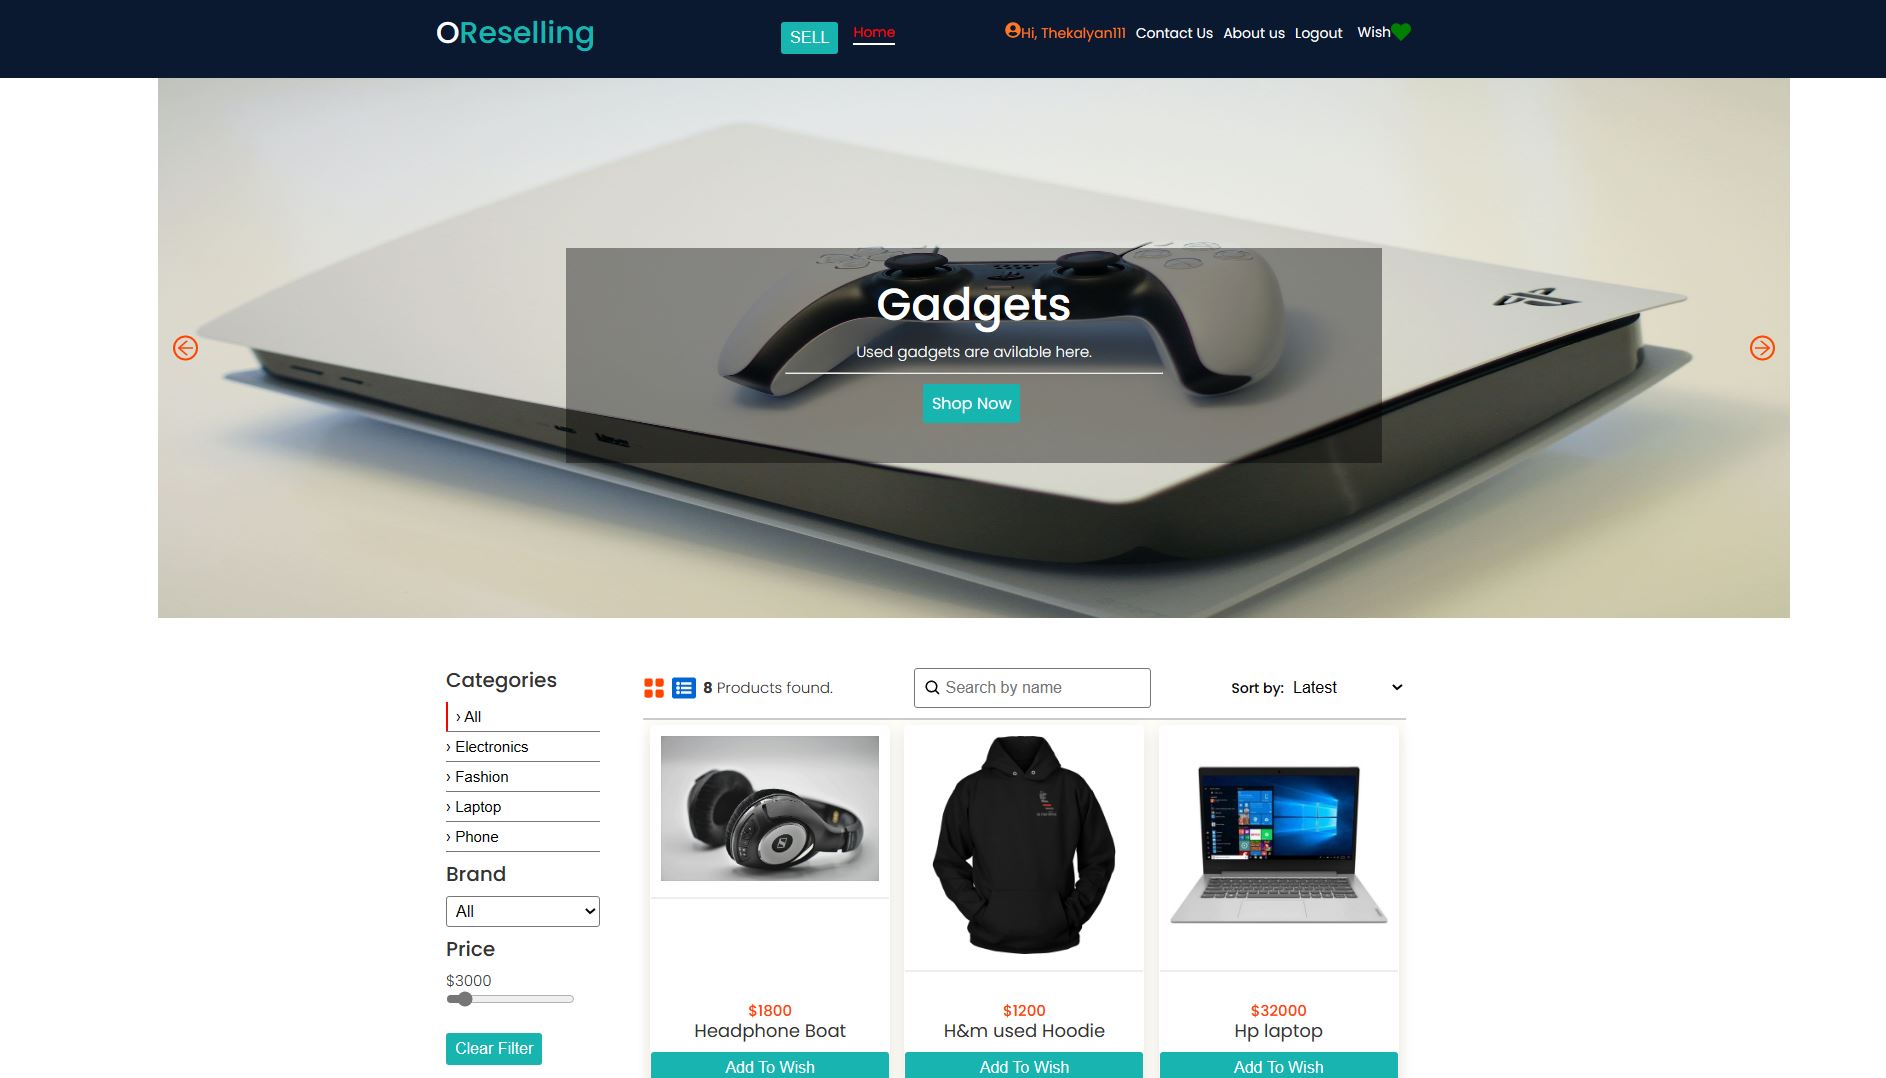 OReselling
SELL
Home
Hi, Thekalyan111
Contact Us
About us
Logout
Wish
Gadgets
Used gadgets are avilable here.
Shop Now
Categories
› All
› Electronics
› Fashion
› Laptop
› Phone
Brand
All
Price
$3000
Clear Filter
8 Products found.
Search by name
Sort by: Latest
$1800
Headphone Boat
Add To Wish
$1200
H&m used Hoodie
Add To Wish
$32000
Hp laptop
Add To Wish